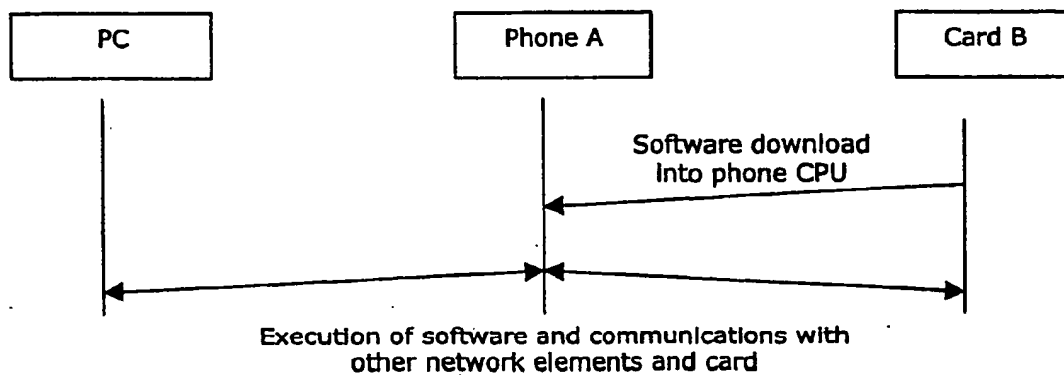 PC
Phone A
Card B
Software download
into phone CPU
Execution of software and communications with
other network elements and card